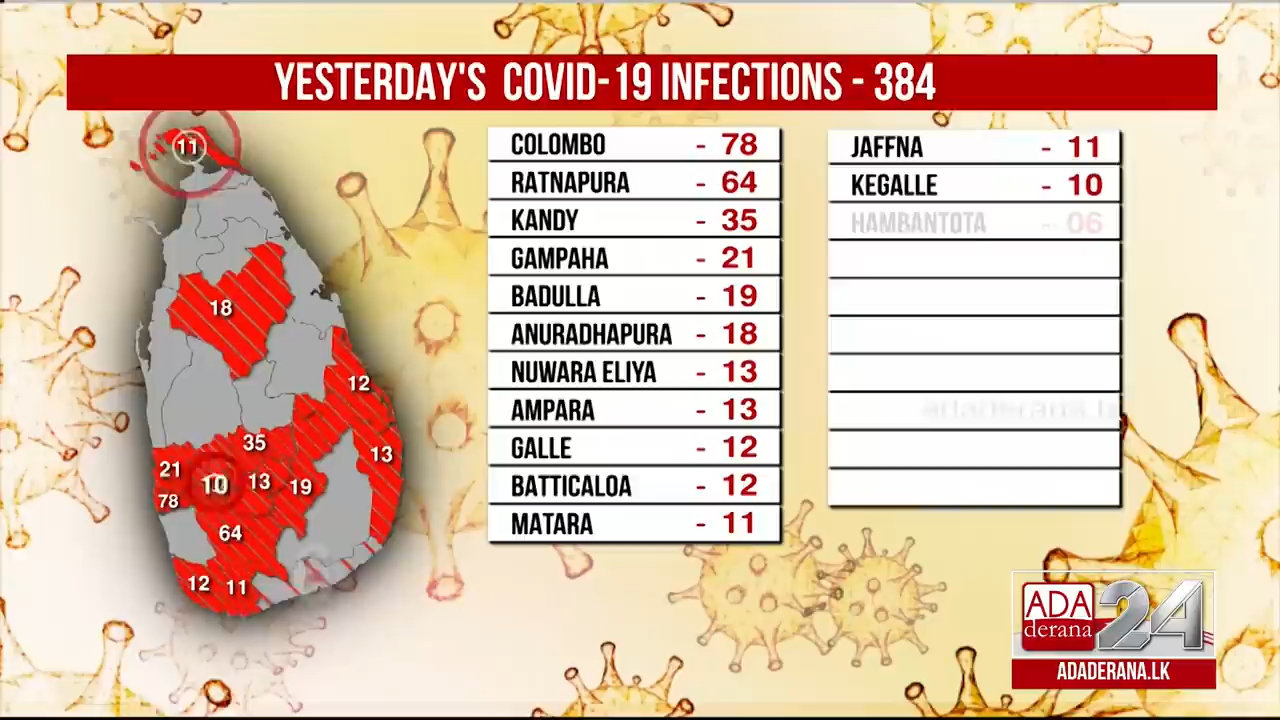 YESTERDAY'S COVID-19 INFECTIONS - 384
COLOMBO - 78
RATNAPURA - 64
KANDY - 35
GAMPAHA - 21
BADULLA - 19
ANURADHAPURA - 18
NUWARA ELIYA - 13
AMPARA - 13
GALLE - 12
BATTICALOA - 12
MATARA - 11
JAFFNA - 11
KEGALLE - 10
HAMBANTOTA - 06
11
18
12
35
13
21
10
13
19
78
64
12
11
adaderana.lk
ADA
derana
24
ADADERANA.LK